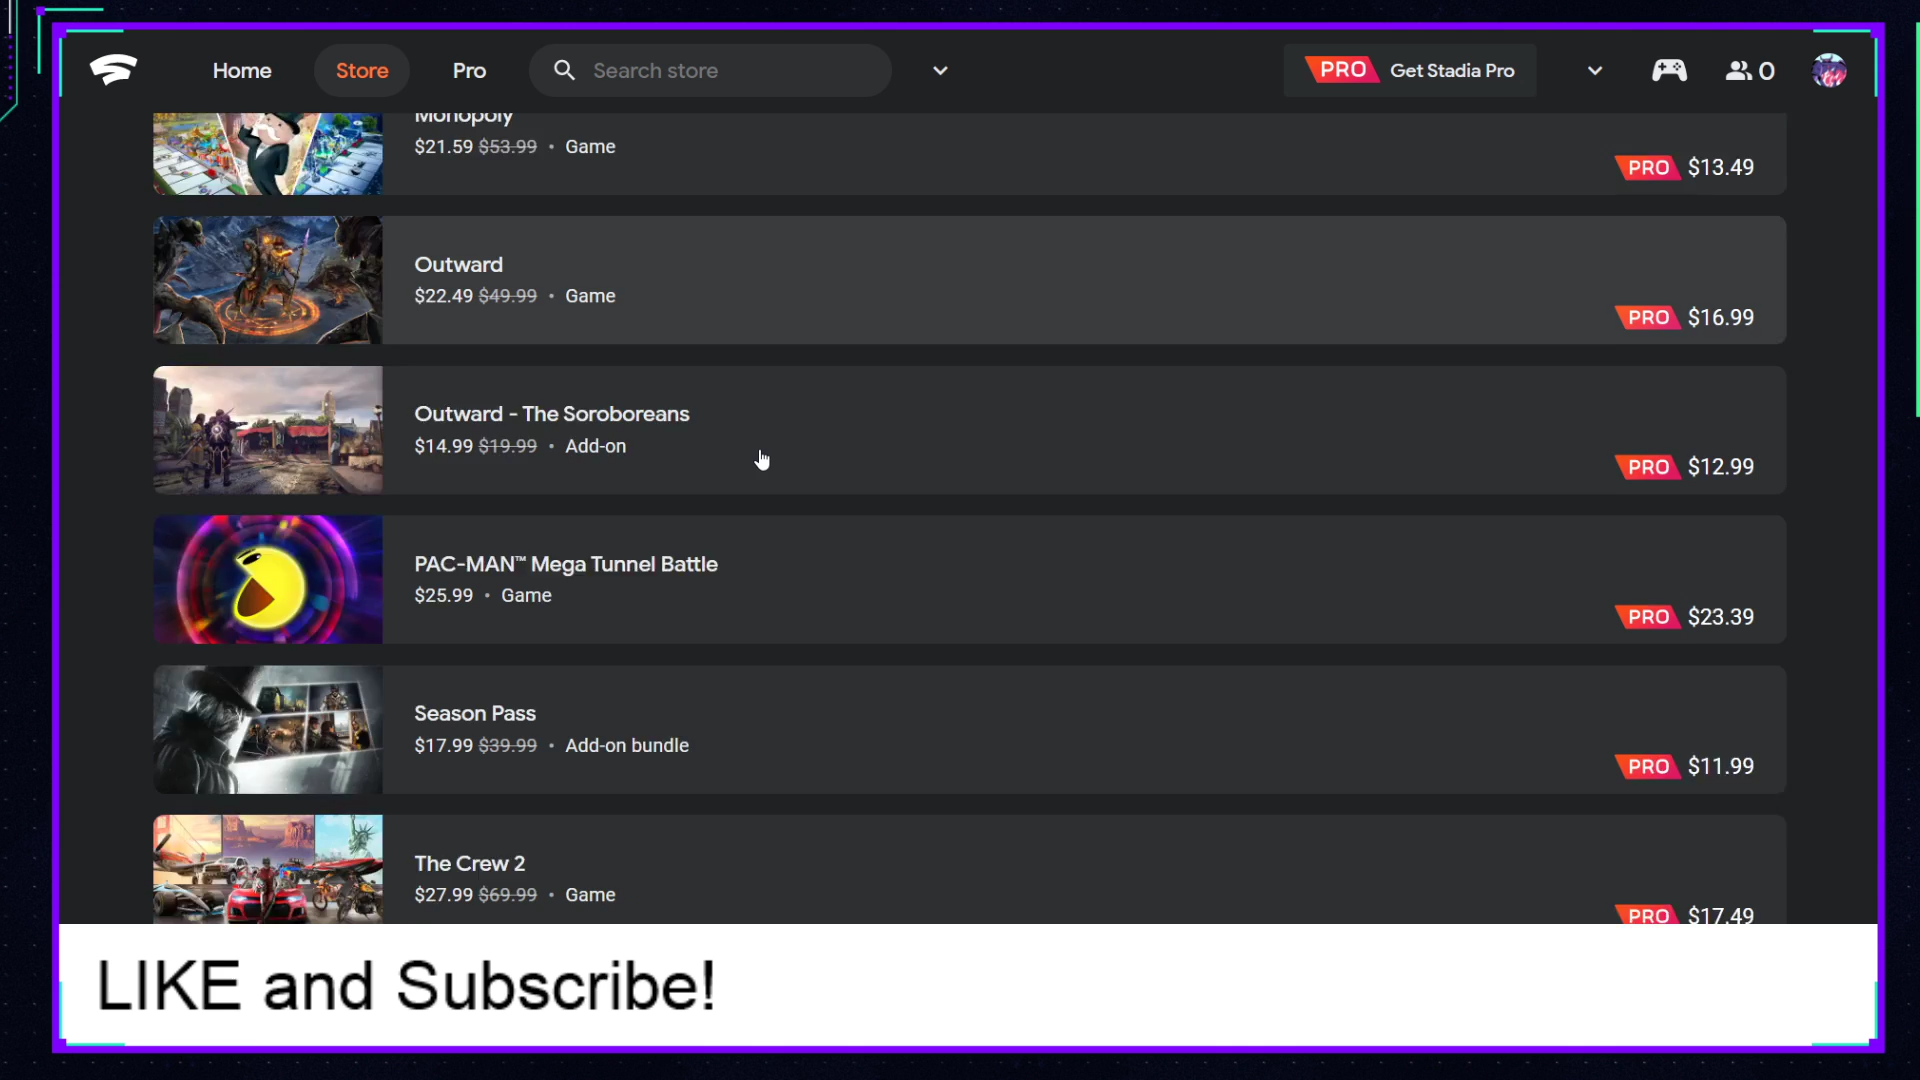 Home Store Pro Search store PRO Get Stadia Pro 0
Monopoly
$21.59 $53.99 • Game
PRO $13.49
Outward
$22.49 $49.99 • Game
PRO $16.99
Outward - The Soroboreans
$14.99 $19.99 • Add-on
PRO $12.99
PAC-MAN™ Mega Tunnel Battle
$25.99 • Game
PRO $23.39
Season Pass
$17.99 $39.99 • Add-on bundle
PRO $11.99
The Crew 2
$27.99 $69.99 • Game
PRO $17.49
LIKE and Subscribe!